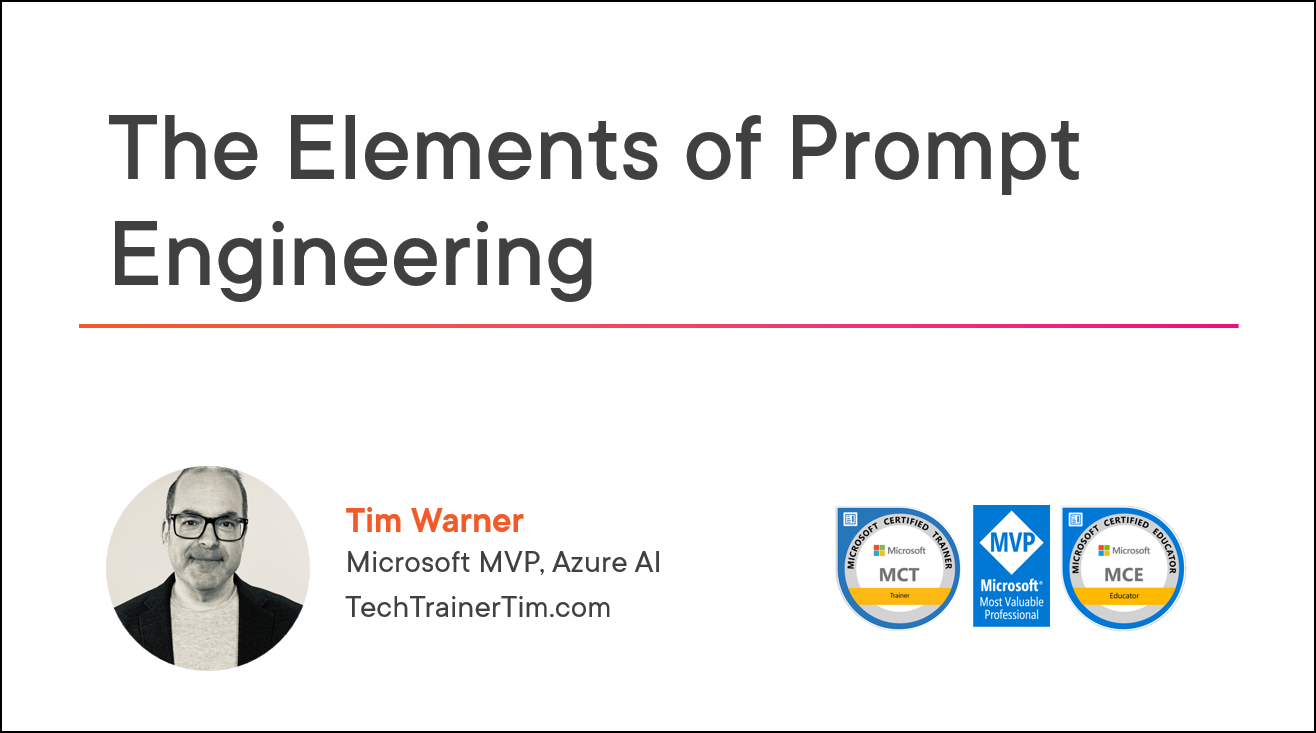 The Elements of Prompt
Engineering
Tim Warner
Microsoft MVP, Azure AI
TechTrainerTim.com
MICROSOFT CERTIFIED TRAINER
Microsoft
MCT
Trainer
MVP
Microsoft®
Most Valuable
Professional
MICROSOFT CERTIFIED EDUCATOR
Microsoft
MCE
Educator